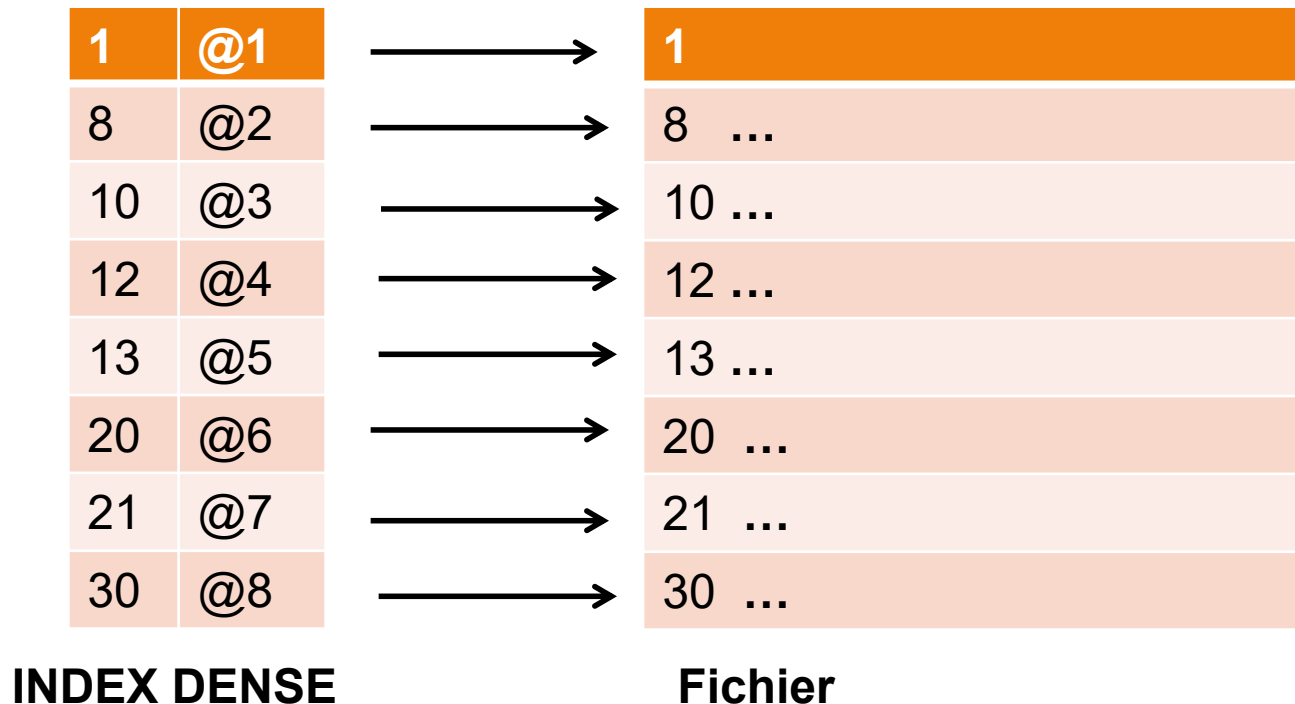 1 @1 1
8 @2 8 ...
10 @3 10 ...
12 @4 12 ...
13 @5 13 ...
20 @6 20 ...
21 @7 21 ...
30 @8 30 ...
INDEX DENSE Fichier